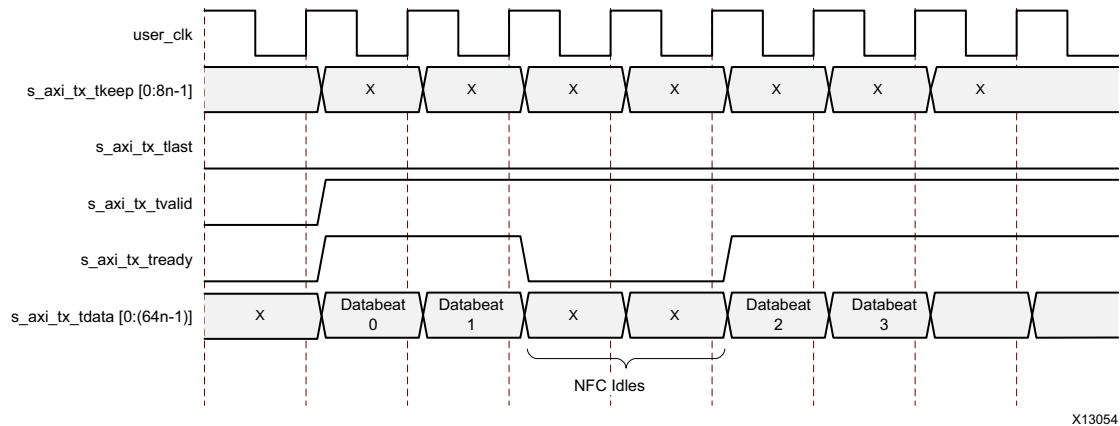 user_clk
s_axi_tx_tkeep [0:8n-1]
X X X X X X X
s_axi_tx_tlast
s_axi_tx_tvalid
s_axi_tx_tready
s_axi_tx_tdata [0:(64n-1)]
X Databeat 0 Databeat 1 X X Databeat 2 Databeat 3
NFC Idles
X13054